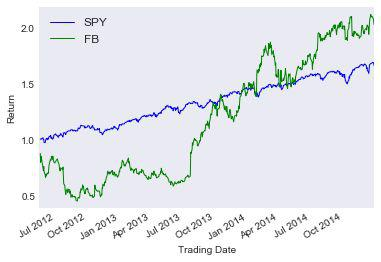 SPY
FB
2.0
1.5
1.0
0.5
Return
Jul 2012
Oct 2012
Jan 2013
Apr 2013
Jul 2013
Oct 2013
Jan 2014
Apr 2014
Jul 2014
Oct 2014
Trading Date